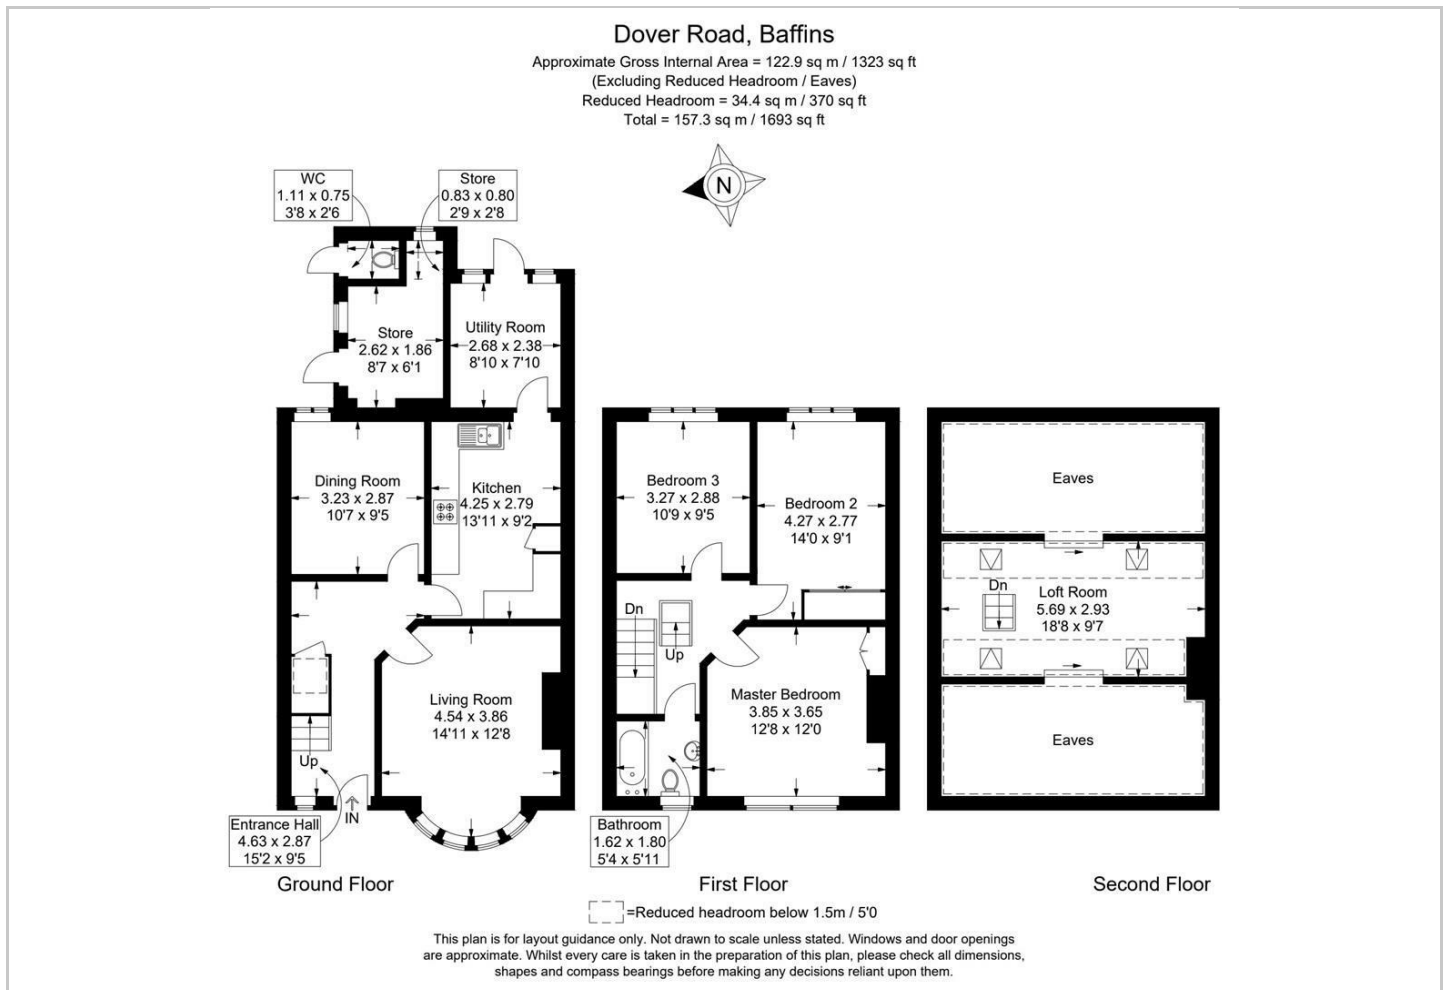 Dover Road, Baffins
Approximate Gross Internal Area = 122.9 sq m / 1323 sq ft
(Excluding Reduced Headroom / Eaves)
Reduced Headroom = 34.4 sq m / 370 sq ft
Total = 157.3 sq m / 1693 sq ft
N
WC
1.11 x 0.75
3'8 x 2'6
Store
0.83 x 0.80
2'9 x 2'8
Store
2.62 x 1.86
8'7 x 6'1
Utility Room
2.68 x 2.38
8'10 x 7'10
Dining Room
3.23 x 2.87
10'7 x 9'5
Kitchen
4.25 x 2.79
13'11 x 9'2
Living Room
4.54 x 3.86
14'11 x 12'8
Up
IN
Entrance Hall
4.63 x 2.87
15'2 x 9'5
Ground Floor
Bedroom 3
3.27 x 2.88
10'9 x 9'5
Bedroom 2
4.27 x 2.77
14'0 x 9'1
Dn
Up
Master Bedroom
3.85 x 3.65
12'8 x 12'0
Bathroom
1.62 x 1.80
5'4 x 5'11
First Floor
Eaves
Dn
Loft Room
5.69 x 2.93
18'8 x 9'7
Eaves
Second Floor
=Reduced headroom below 1.5m / 5'0
This plan is for layout guidance only. Not drawn to scale unless stated. Windows and door openings
are approximate. Whilst every care is taken in the preparation of this plan, please check all dimensions,
shapes and compass bearings before making any decisions reliant upon them.